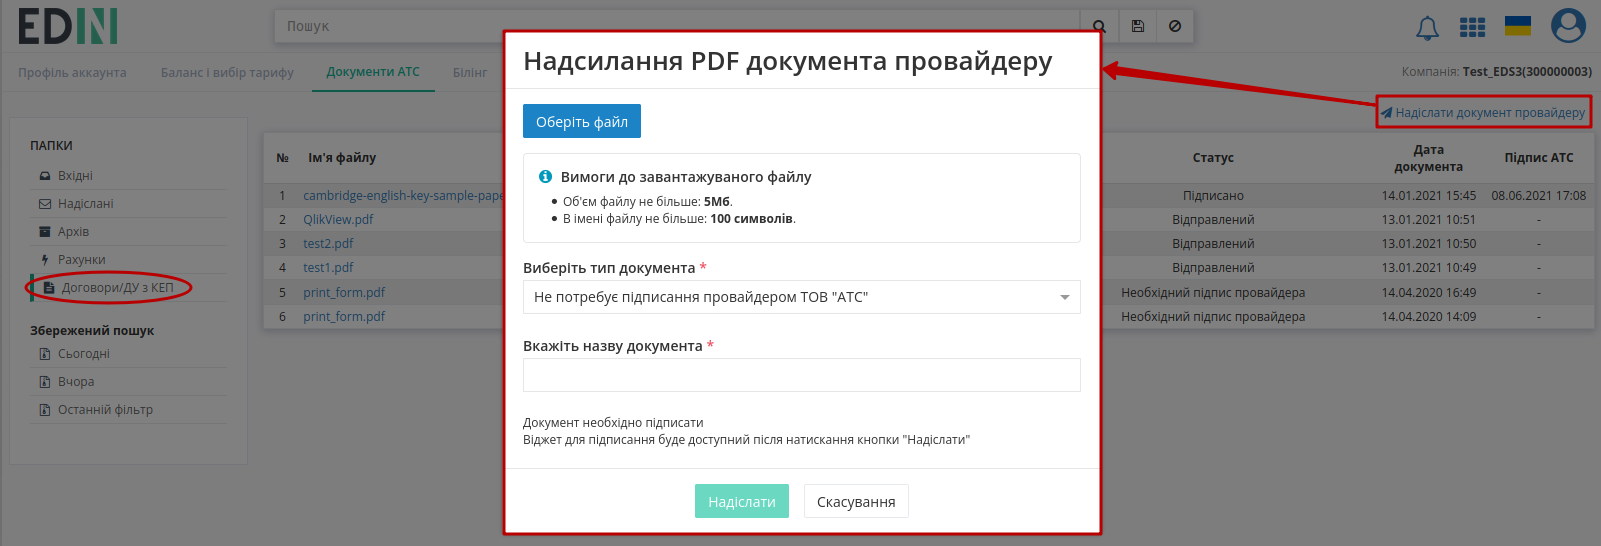 EDIN
Пошук
Профіль аккаунта
Баланс і вибір тарифу
Документи АТС
Білінг
Компанія: Test_EDS3(300000003)
Надіслати документ провайдеру
ПАПКИ
Вхідні
Надіслані
Архів
Рахунки
Договори/ДУ з КЕП
Збережений пошук
Сьогодні
Вчора
Останній фільтр
№ Ім'я файлу Статус Дата документа Підпис АТС
1 cambridge-english-key-sample-pape Підписано 14.01.2021 15:45 08.06.2021 17:08
2 QlikView.pdf Відправлений 13.01.2021 10:51 -
3 test2.pdf Відправлений 13.01.2021 10:50 -
4 test1.pdf Відправлений 13.01.2021 10:49 -
5 print_form.pdf Необхідний підпис провайдера 14.04.2020 16:49 -
6 print_form.pdf Необхідний підпис провайдера 14.04.2020 14:09 -
Надсилання PDF документа провайдеру
Оберіть файл
Вимоги до завантажуваного файлу
• Об'єм файлу не більше: 5Мб.
• В імені файлу не більше: 100 символів.
Виберіть тип документа *
Не потребує підписання провайдером ТОВ "АТС"
Вкажіть назву документа *
Документ необхідно підписати
Віджет для підписання буде доступний після натискання кнопки "Надіслати"
Надіслати
Скасування